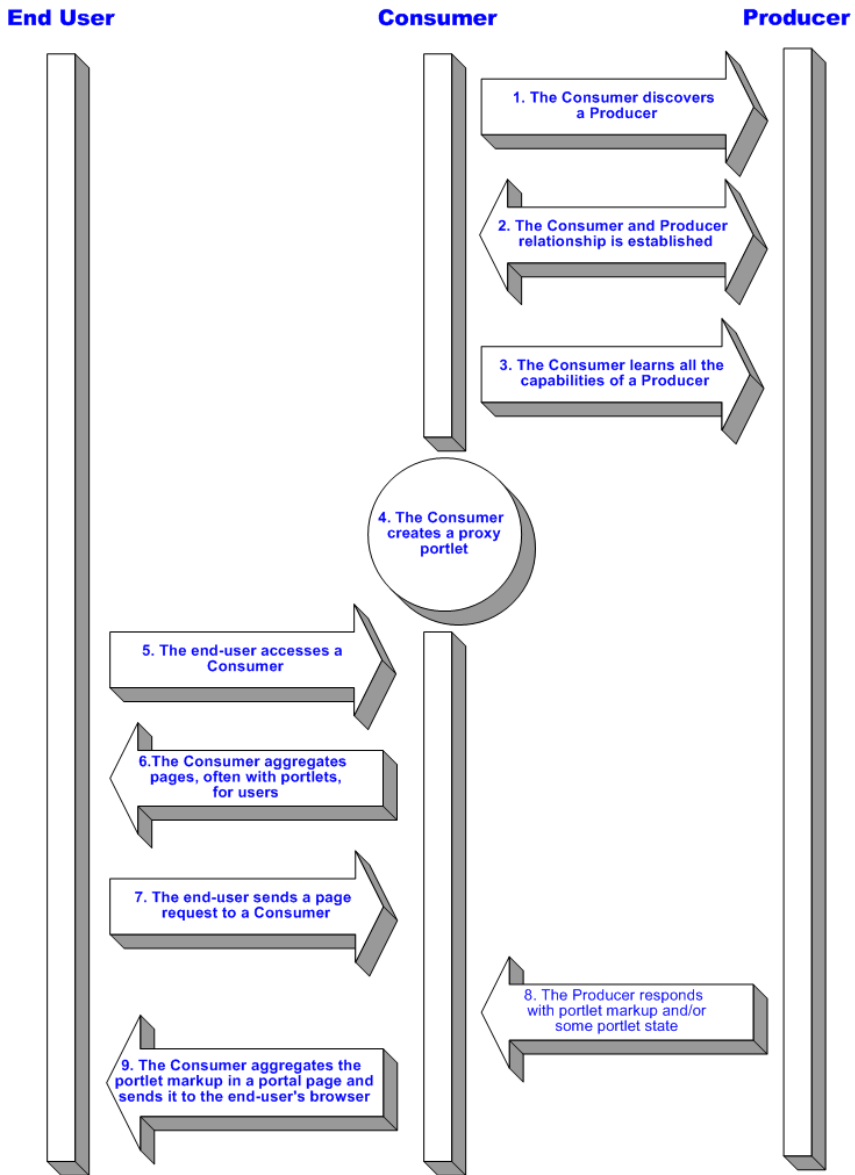 End User
Consumer
Producer
1. The Consumer discovers
a Producer
2. The Consumer and Producer
relationship is established
3. The Consumer learns all the
capabilities of a Producer
4. The Consumer
creates a proxy
portlet
5. The end-user accesses a
Consumer
6.The Consumer aggregates
pages, often with portlets,
for users
7. The end-user sends a page
request to a Consumer
8. The Producer responds
with portlet markup and/or
some portlet state
9. The Consumer aggregates the
portlet markup in a portal page and
sends it to the end-user's browser